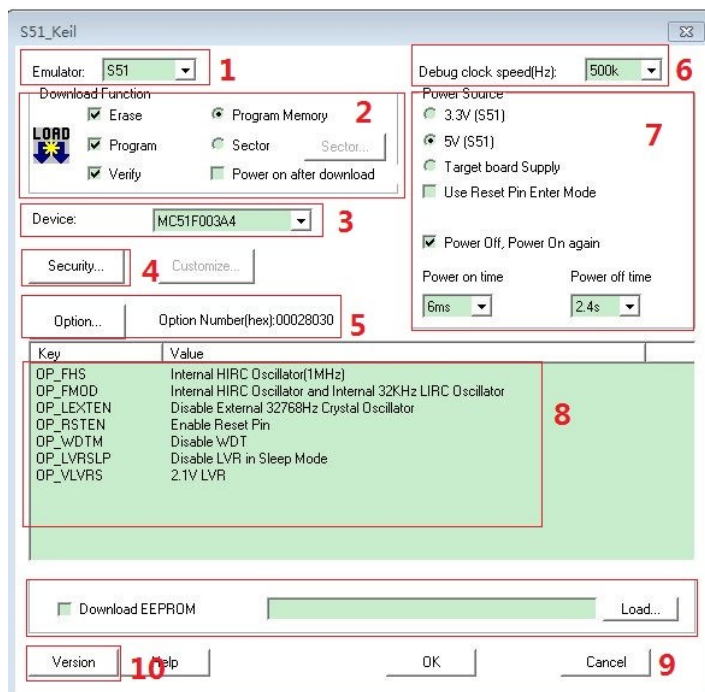 S51_Keil
Emulator: S51 1
Debug clock speed(Hz): 500k 6
Download Function
LOAD
Erase
Program Memory 2
Program
Sector Sector...
Verify
Power on after download
Power Source
3.3V (S51)
5V (S51) 7
Target board Supply
Use Reset Pin Enter Mode
Power Off, Power On again
Power on time Power off time
6ms 2.4s
Device: MC51F003A4 3
Security... 4 Customize...
Option... Option Number(hex):00028030 5
Key Value
OP_FHS Internal HIRC Oscillator(1MHz)
OP_FMOD Internal HIRC Oscillator and Internal 32KHz LIRC Oscillator
OP_LEXTEN Disable External 32768Hz Crystal Oscillator
OP_RSTEN Enable Reset Pin
OP_WDTM Disable WDT
OP_LVRSLP Disable LVR in Sleep Mode
OP_VLVRS 2.1V LVR
8
Download EEPROM Load...
Version 10 Help OK Cancel 9